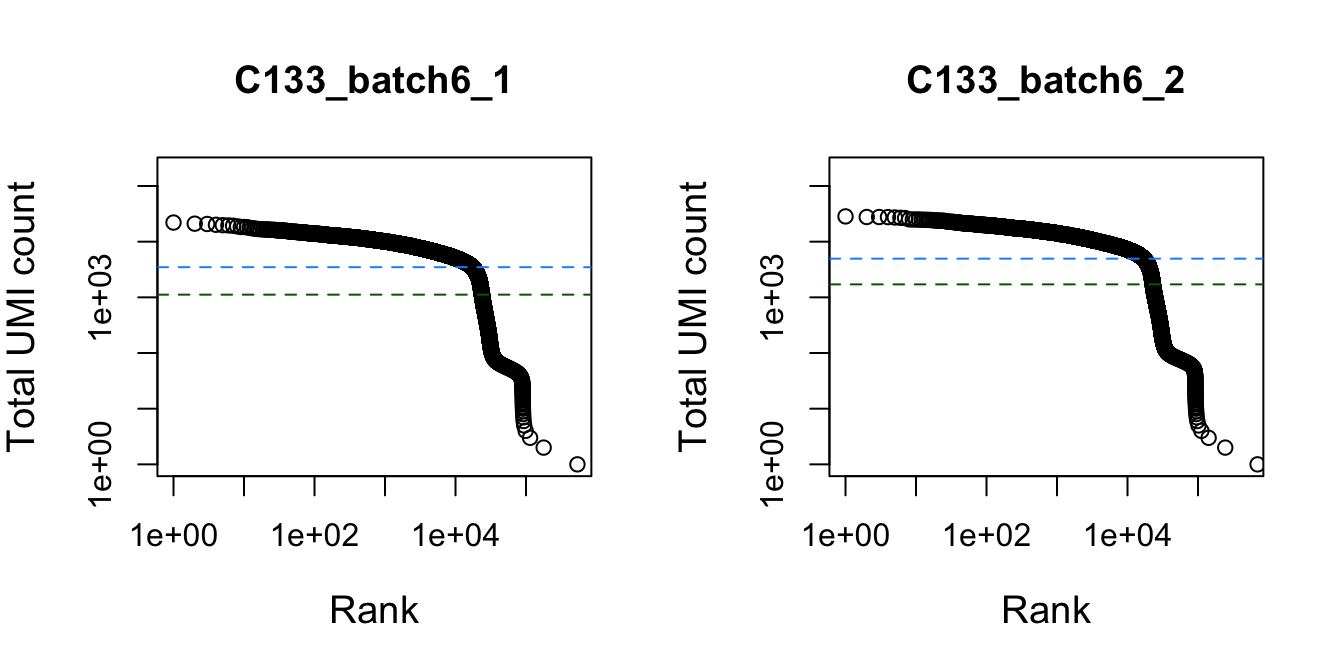 C133_batch6_1
Total UMI count
1e+03
1e+00
1e+00 1e+02 1e+04
Rank
C133_batch6_2
Total UMI count
1e+03
1e+00
1e+00 1e+02 1e+04
Rank